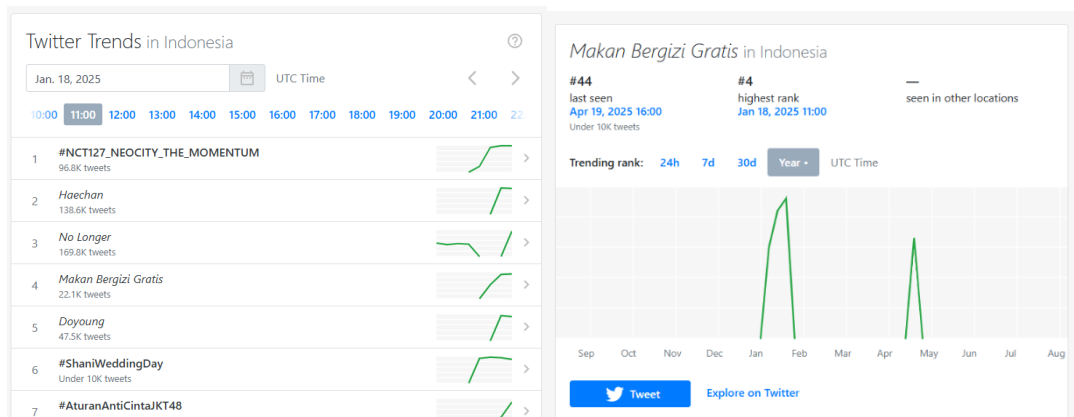 Twitter Trends in Indonesia
Jan. 18, 2025
UTC Time
10:00 11:00 12:00 13:00 14:00 15:00 16:00 17:00 18:00 19:00 20:00 21:00 22:
1 #NCT127_NEOCITY_THE_MOMENTUM
96.8K tweets
2 Haechan
138.6K tweets
3 No Longer
169.8K tweets
4 Makan Bergizi Gratis
22.1K tweets
5 Doyoung
47.5K tweets
6 #ShaniWeddingDay
Under 10K tweets
7 #AturanAntiCintaJKT48
Makan Bergizi Gratis in Indonesia
#44
last seen
Apr 19, 2025 16:00
Under 10K tweets
#4
highest rank
Jan 18, 2025 11:00
—
seen in other locations
Trending rank: 24h 7d 30d Year UTC Time
Sep Oct Nov Dec Jan Feb Mar Apr May Jun Jul Aug
Tweet
Explore on Twitter